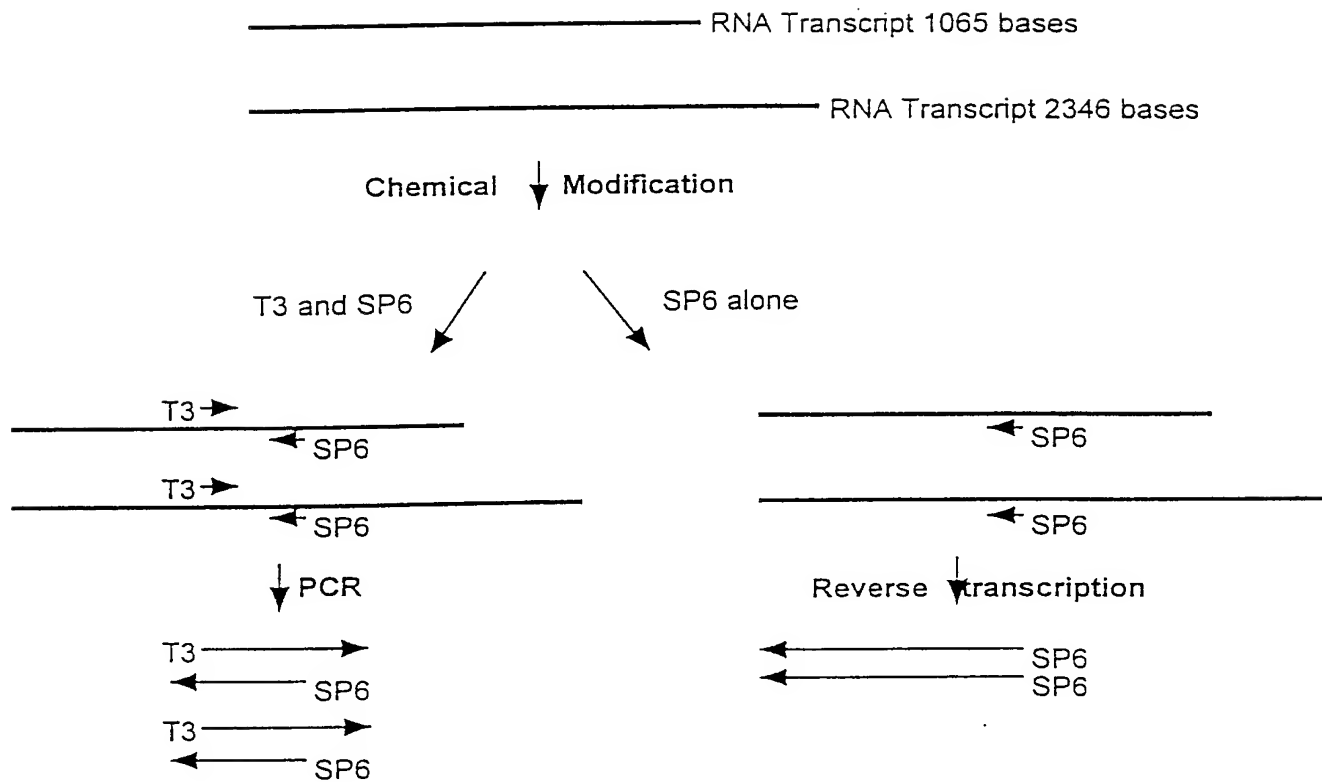 RNA Transcript 1065 bases
RNA Transcript 2346 bases
Chemical Modification
T3 and SP6
SP6 alone
T3
SP6
SP6
T3
SP6
SP6
PCR
Reverse transcription
T3
SP6
SP6
SP6
T3
SP6